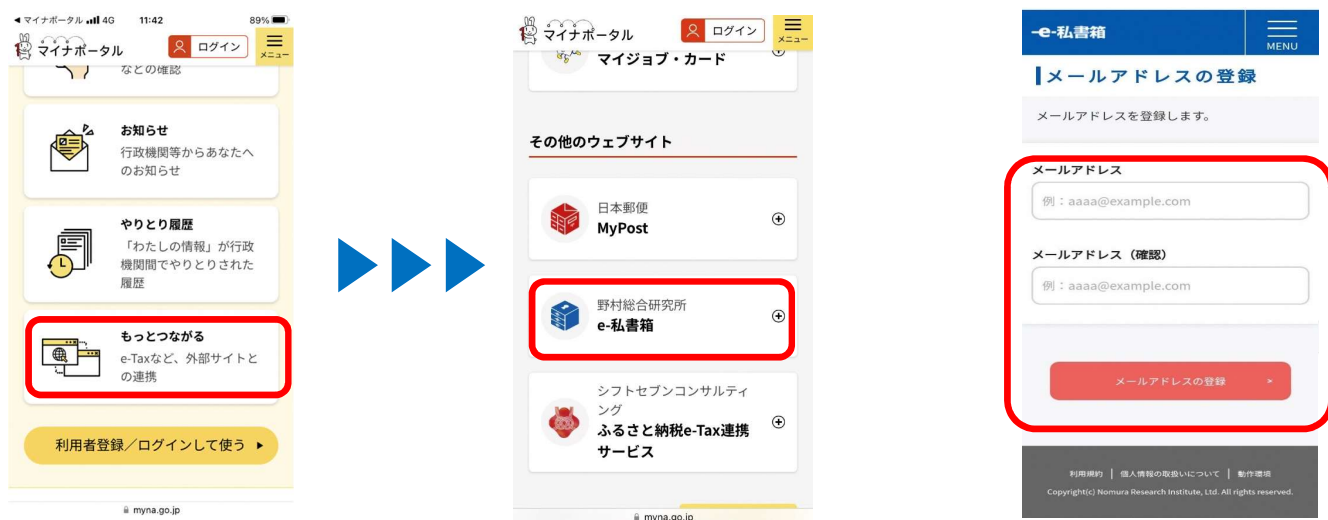 ◀マイナポータル 4G 11:42 89%
マイナポータル
ログイン
メニュー
などの確認
お知らせ
行政機関等からあなたへ
のお知らせ
やりとり履歴
「わたしの情報」が行政
機関間でやりとりされた
履歴
もっとつながる
e-Taxなど、外部サイトと
の連携
利用者登録／ログインして使う ▶
myna.go.jp
マイナポータル
ログイン
メニュー
マイジョブ・カード
その他のウェブサイト
日本郵便
MyPost
野村総合研究所
e-私書箱
シフトセブンコンサルティ
ング
ふるさと納税e-Tax連携
サービス
myna.go.jp
-e-私書箱
MENU
メールアドレスの登録
メールアドレスを登録します。
メールアドレス
例：aaaa@example.com
メールアドレス（確認）
例：aaaa@example.com
メールアドレスの登録 >
利用規約 | 個人情報の取扱いについて | 動作環境
Copyright(c) Nomura Research Institute, Ltd. All rights reserved.